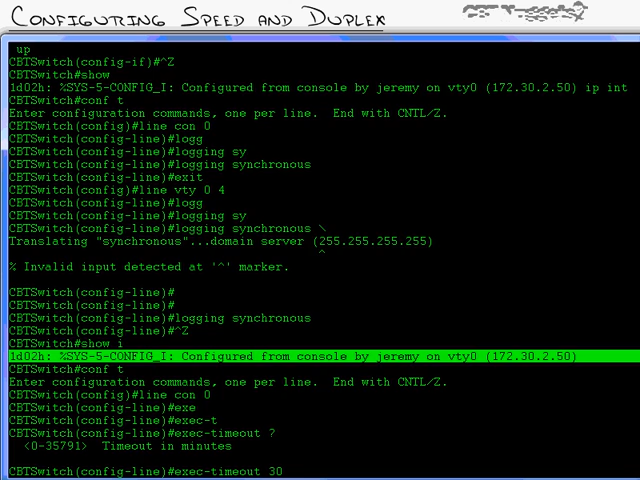 Configuring Speed and Duplex
up
CBTSwitch(config-if)#^Z
CBTSwitch#show
1d02h: %SYS-5-CONFIG_I: Configured from console by jeremy on vty0 (172.30.2.50) ip int
CBTSwitch#conf t
Enter configuration commands, one per line.  End with CNTL/Z.
CBTSwitch(config)#line con 0
CBTSwitch(config-line)#logg
CBTSwitch(config-line)#logging sy
CBTSwitch(config-line)#logging synchronous
CBTSwitch(config-line)#exit
CBTSwitch(config)#line vty 0 4
CBTSwitch(config-line)#logg
CBTSwitch(config-line)#logging sy
CBTSwitch(config-line)#logging synchronous \
Translating "synchronous"...domain server (255.255.255.255)
^
% Invalid input detected at '^' marker.
CBTSwitch(config-line)#
CBTSwitch(config-line)#
CBTSwitch(config-line)#logging synchronous
CBTSwitch(config-line)#^Z
CBTSwitch#show i
1d02h: %SYS-5-CONFIG_I: Configured from console by jeremy on vty0 (172.30.2.50)
CBTSwitch#conf t
Enter configuration commands, one per line.  End with CNTL/Z.
CBTSwitch(config)#line con 0
CBTSwitch(config-line)#exe
CBTSwitch(config-line)#exec-t
CBTSwitch(config-line)#exec-timeout ?
<0-35791>  Timeout in minutes
CBTSwitch(config-line)#exec-timeout 30